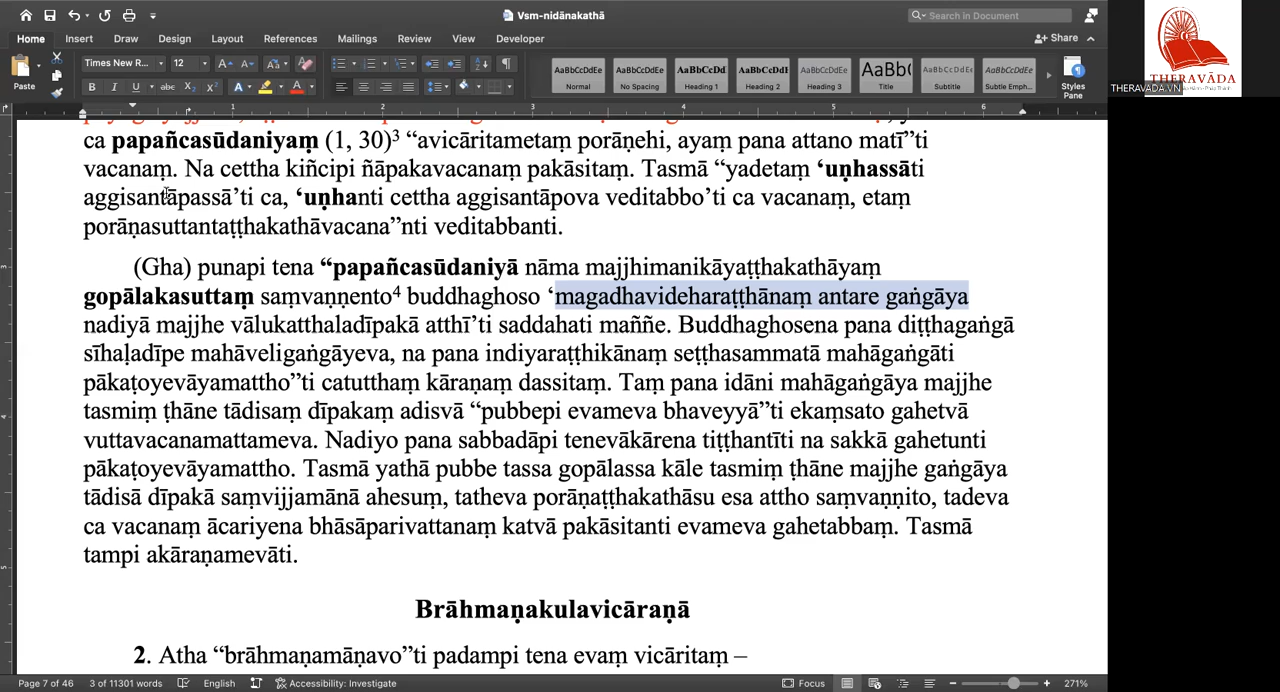 Vsm-nidānakathā
Search in Document
Home Insert Draw Design Layout References Mailings Review View Developer
Share
Paste
Times New R... 12
AaBbCcDdEe AaBbCcDdEe AaBbCcDd AaBbCcDdE AaBbCcDdEe AaBb( AaBbCcDdEe AaBbCcDdEe
Normal No Spacing Heading 1 Heading 2 Heading 3 Title Subtitle Subtle Emph...
Styles
Pane
THERAVĀDA
THERAVADA.VN
1 2 3 4 5 6
ca papañcasūdaniyaṃ (1, 30)³ “avicāritametaṃ porāṇehi, ayaṃ pana attano matī”ti
vacanaṃ. Na cettha kiñcipi ñāpakavacanaṃ pakāsitaṃ. Tasmā “yadetaṃ ‘uṇhassāti
aggisantāpassā’ti ca, ‘uṇhanti cettha aggisantāpova veditabbo’ti ca vacanaṃ, etaṃ
porāṇasuttantaṭṭhakathāvacana”nti veditabbanti.
(Gha) punapi tena “papañcasūdaniyā nāma majjhimanikāyaṭṭhakathāyaṃ
gopālakasuttaṃ saṃvaṇṇento⁴ buddhaghoso ‘magadhavideharaṭṭhānaṃ antare gaṅgāya
nadiyā majjhe vālukatthaladīpakā atthī’ti saddahati maññe. Buddhaghosena pana diṭṭhagaṅgā
sīhaḷadīpe mahāveligaṅgāyeva, na pana indiyaraṭṭhikānaṃ seṭṭhasammatā mahāgaṅgāti
pākaṭoyevāyamattho”ti catutthaṃ kāraṇaṃ dassitaṃ. Taṃ pana idāni mahāgaṅgāya majjhe
tasmiṃ ṭhāne tādisaṃ dīpakaṃ adisvā “pubbepi evameva bhaveyyā”ti ekaṃsato gahetvā
vuttavacanamattameva. Nadiyo pana sabbadāpi tenevākārena tiṭṭhantīti na sakkā gahetunti
pākaṭoyevāyamattho. Tasmā yathā pubbe tassa gopālassa kāle tasmiṃ ṭhāne majjhe gaṅgāya
tādisā dīpakā saṃvijjamānā ahesuṃ, tatheva porāṇaṭṭhakathāsu esa attho saṃvaṇṇito, tadeva
ca vacanaṃ ācariyena bhāsāparivattanaṃ katvā pakāsitanti evameva gahetabbaṃ. Tasmā
tampi akāraṇamevāti.
Brāhmaṇakulavicāraṇā
2. Atha “brāhmaṇamāṇavo”ti padampi tena evaṃ vicāritaṃ –
Page 7 of 46 3 of 11301 words English Accessibility: Investigate Focus 271%